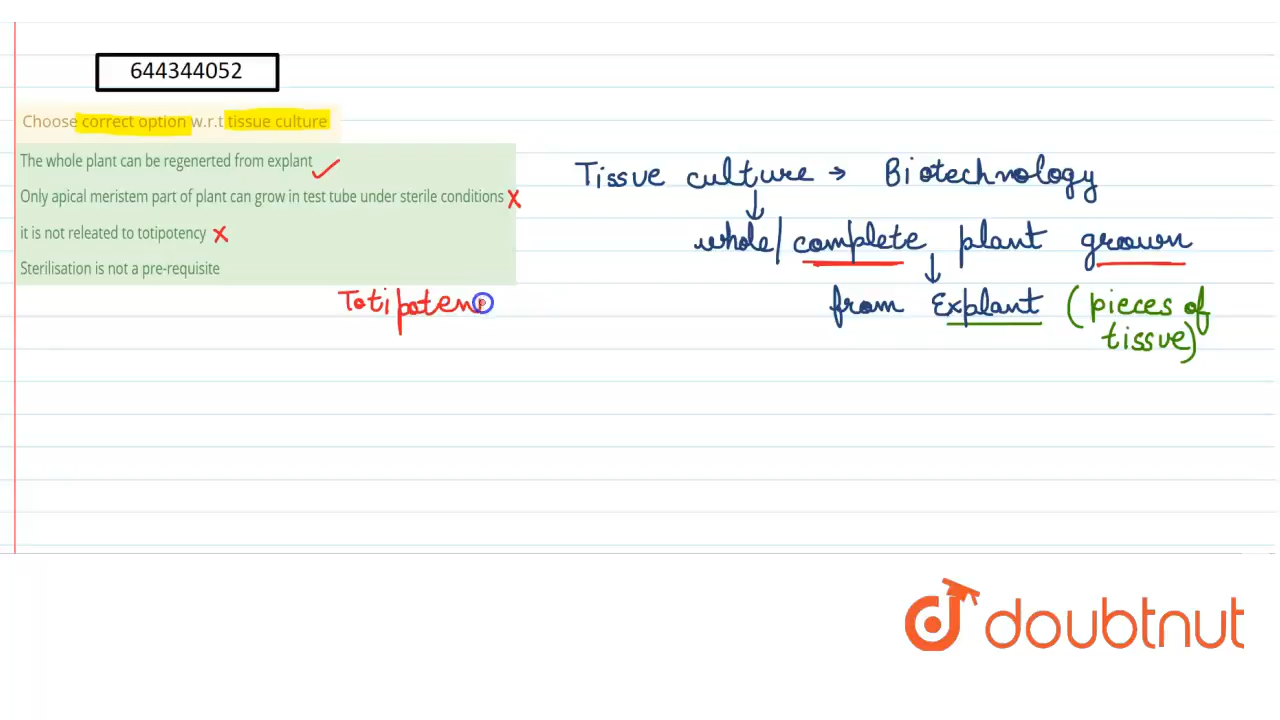 644344052
Choose correct option w.r.t tissue culture
The whole plant can be regenerted from explant
Only apical meristem part of plant can grow in test tube under sterile conditions
it is not releated to totipotency
Sterilisation is not a pre-requisite
Totipoten
Tissue culture → Biotechnology
↓
whole/complete plant grown
↓
from Explant (pieces of
tissue)
doubtnut